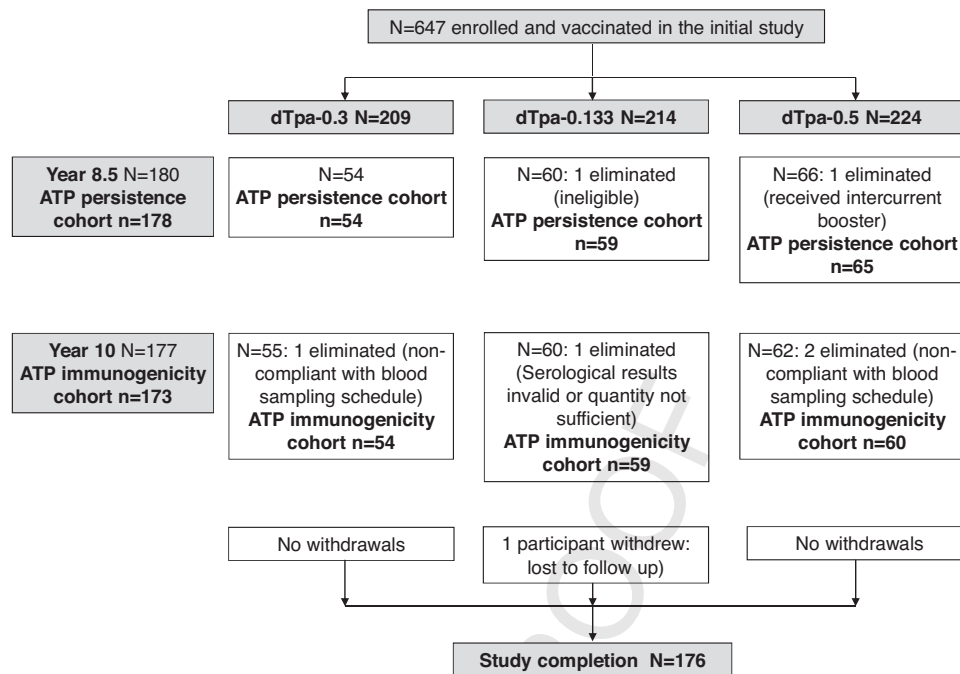 N=647 enrolled and vaccinated in the initial study
dTpa-0.3 N=209
dTpa-0.133 N=214
dTpa-0.5 N=224
Year 8.5 N=180
ATP persistence
cohort n=178
N=54
ATP persistence cohort
n=54
N=60: 1 eliminated
(ineligible)
ATP persistence cohort
n=59
N=66: 1 eliminated
(received intercurrent
booster)
ATP persistence cohort
n=65
Year 10 N=177
ATP immunogenicity
cohort n=173
N=55: 1 eliminated (non-
compliant with blood
sampling schedule)
ATP immunogenicity
cohort n=54
N=60: 1 eliminated
(Serological results
invalid or quantity not
sufficient)
ATP immunogenicity
cohort n=59
N=62: 2 eliminated (non-
compliant with blood
sampling schedule)
ATP immunogenicity
cohort n=60
No withdrawals
1 participant withdrew:
lost to follow up)
No withdrawals
Study completion N=176